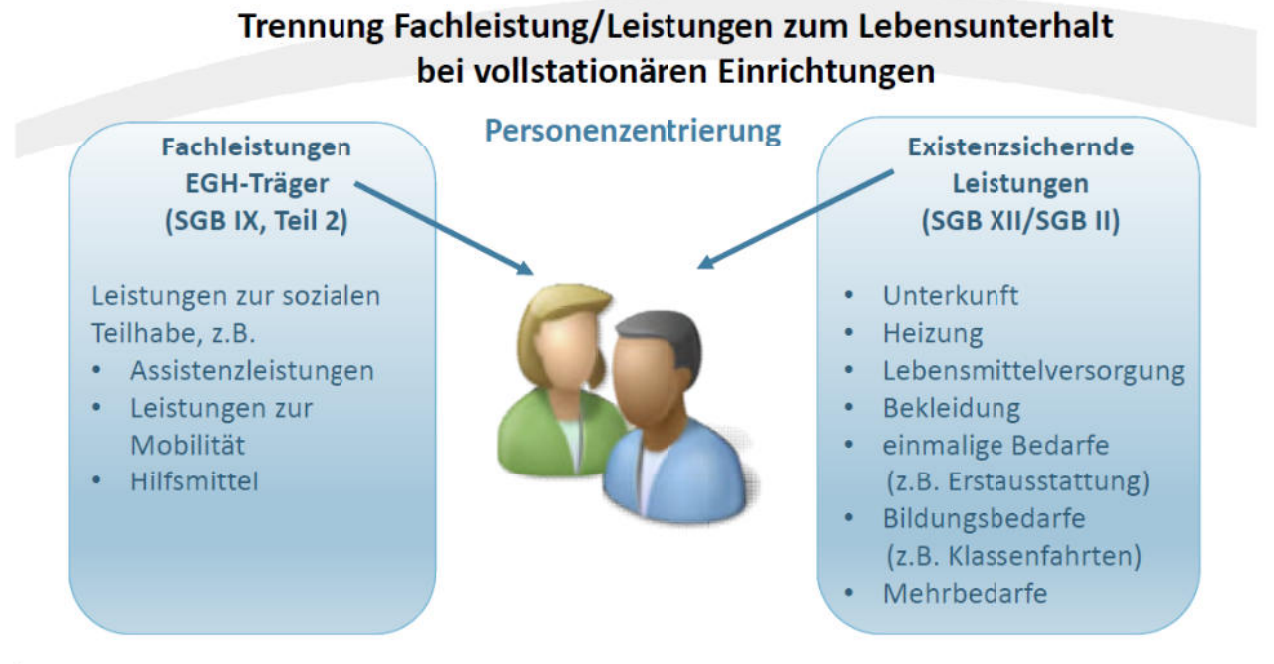 Trennung Fachleistung/Leistungen zum Lebensunterhalt
bei vollstationären Einrichtungen
Personenzentrierung
Fachleistungen
EGH-Träger
(SGB IX, Teil 2)
Leistungen zur sozialen
Teilhabe, z.B.
• Assistenzleistungen
• Leistungen zur
Mobilität
• Hilfsmittel
Existenzsichernde
Leistungen
(SGB XII/SGB II)
• Unterkunft
• Heizung
• Lebensmittelversorgung
• Bekleidung
• einmalige Bedarfe
(z.B. Erstausstattung)
• Bildungsbedarfe
(z.B. Klassenfahrten)
• Mehrbedarfe